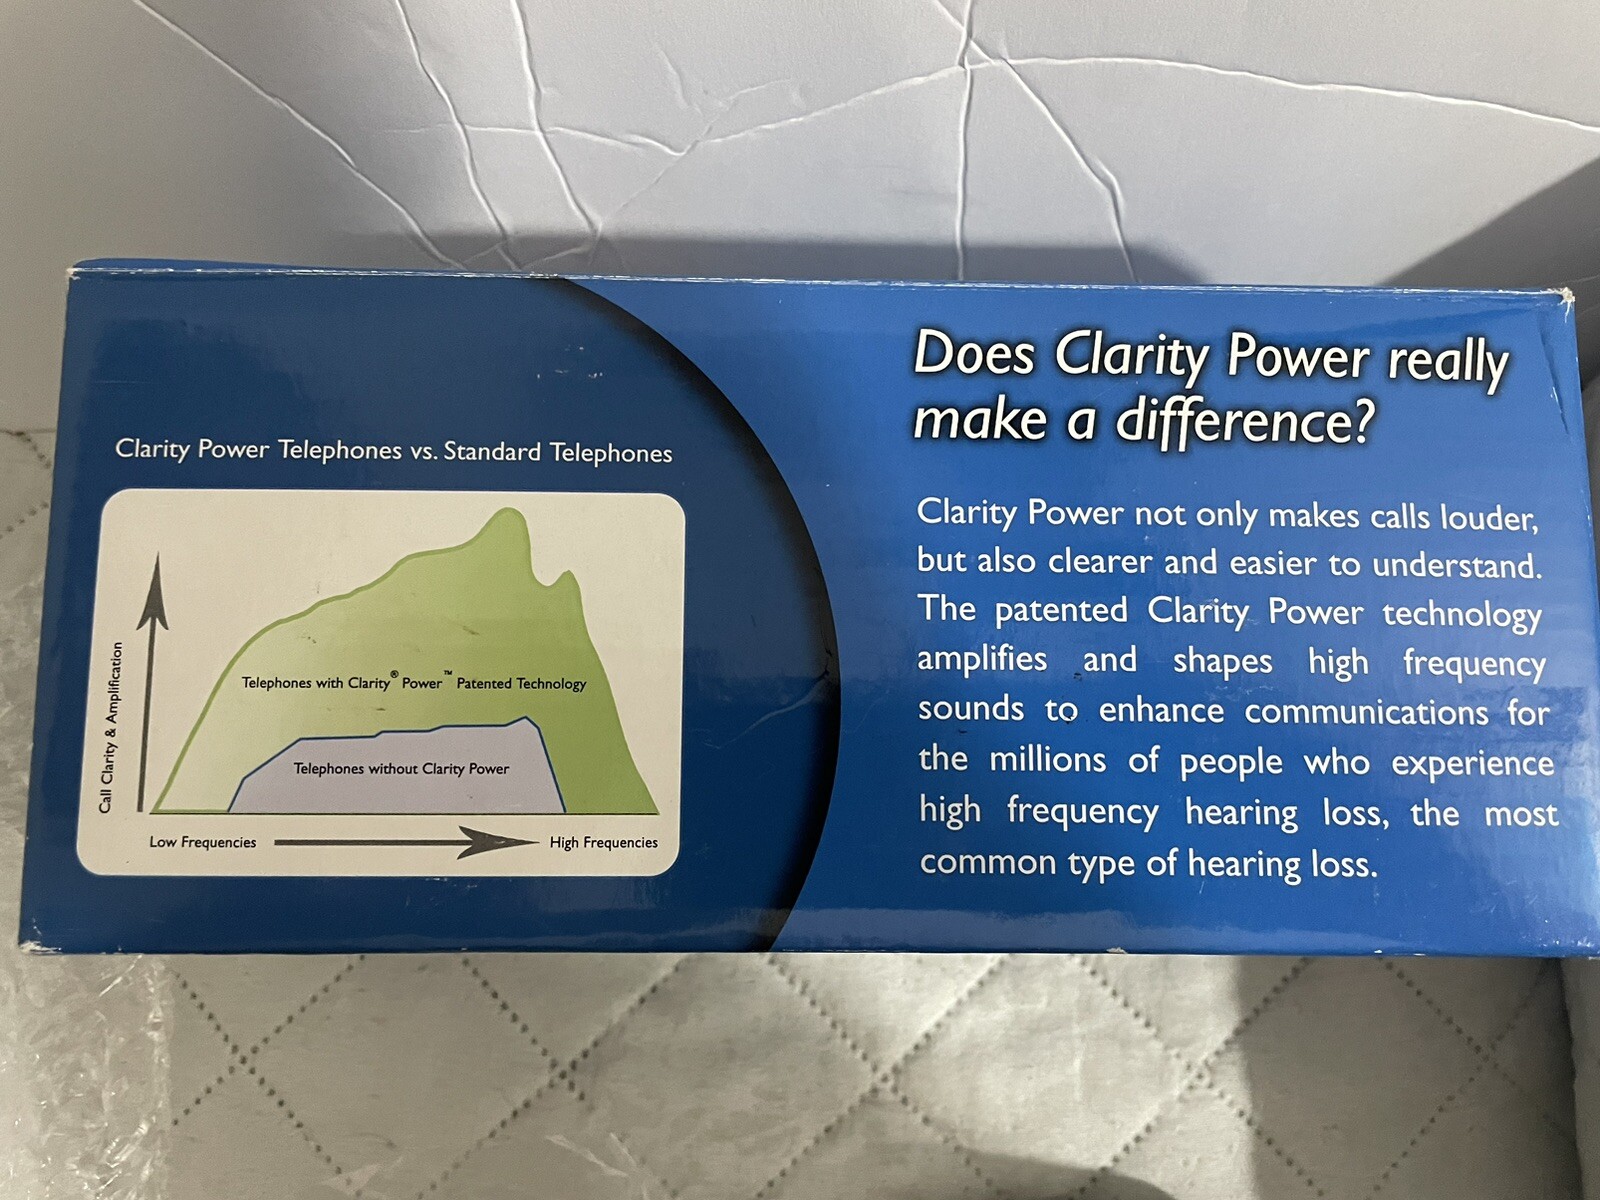 Does Clarity Power really
make a difference?
Clarity Power Telephones vs. Standard Telephones
Call Clarity & Amplification
Telephones with Clarity® Power™ Patented Technology
Telephones without Clarity Power
Low Frequencies
High Frequencies
Clarity Power not only makes calls louder,
but also clearer and easier to understand.
The patented Clarity Power technology
amplifies and shapes high frequency
sounds to enhance communications for
the millions of people who experience
high frequency hearing loss, the most
common type of hearing loss.